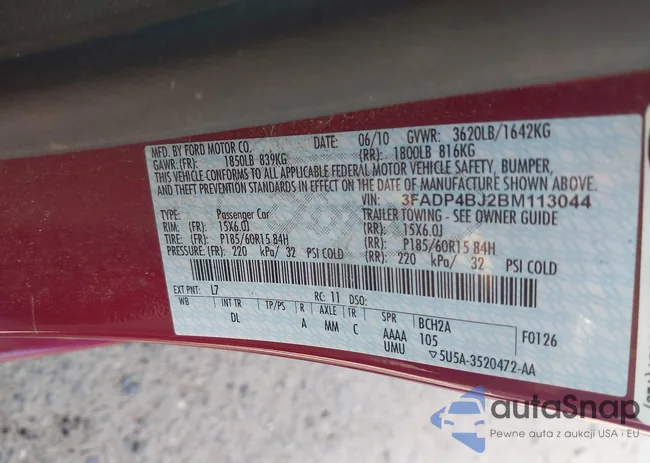 MFD. BY FORD MOTOR CO.
DATE: 06/10 GVWR: 3620LB/1642KG
GAWR: (FR): 1850LB 839KG (RR): 1800LB 816KG
THIS VEHICLE CONFORMS TO ALL APPLICABLE FEDERAL MOTOR VEHICLE SAFETY, BUMPER,
AND THEFT PREVENTION STANDARDS IN EFFECT ON THE DATE OF MANUFACTURE SHOWN ABOVE.
VIN: 3FADP4BJ2BM113044
TYPE: Passenger Car TRAILER TOWING - SEE OWNER GUIDE
RIM: (FR): 15X6.0J (RR): 15X6.0J
TIRE: (FR): P185/60R15 84H (RR): P185/60R15 84H
PRESSURE: (FR): 220 kPa/ 32 PSI COLD (RR): 220 kPa/ 32 PSI COLD
EXT PNT: L7 RC: 11 DSO:
WB INT TR TP/PS R AXLE TR SPR BCH2A
DL A MM C AAAA 105 F0126
UMU 5U5A-3520472-AA
autoSnap
Pewne auta z aukcji USA i EU